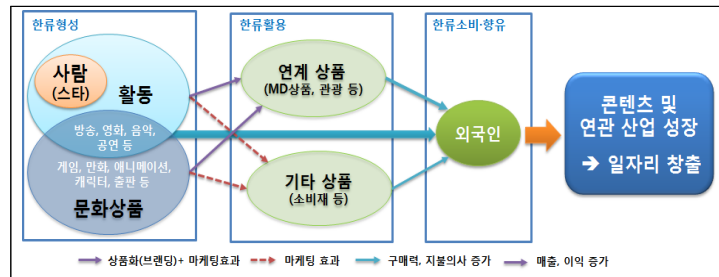 한류형성
사람
(스타)
활동
방송, 영화, 음악,
공연 등
게임, 만화, 애니메이션,
캐릭터, 출판 등
문화상품
한류활용
연계 상품
(MD상품, 관광 등)
기타 상품
(소비재 등)
한류소비·향유
외국인
콘텐츠 및
연관 산업 성장
➔ 일자리 창출
상품화(브랜딩)+ 마케팅효과
마케팅 효과
구매력, 지불의사 증가
매출, 이익 증가